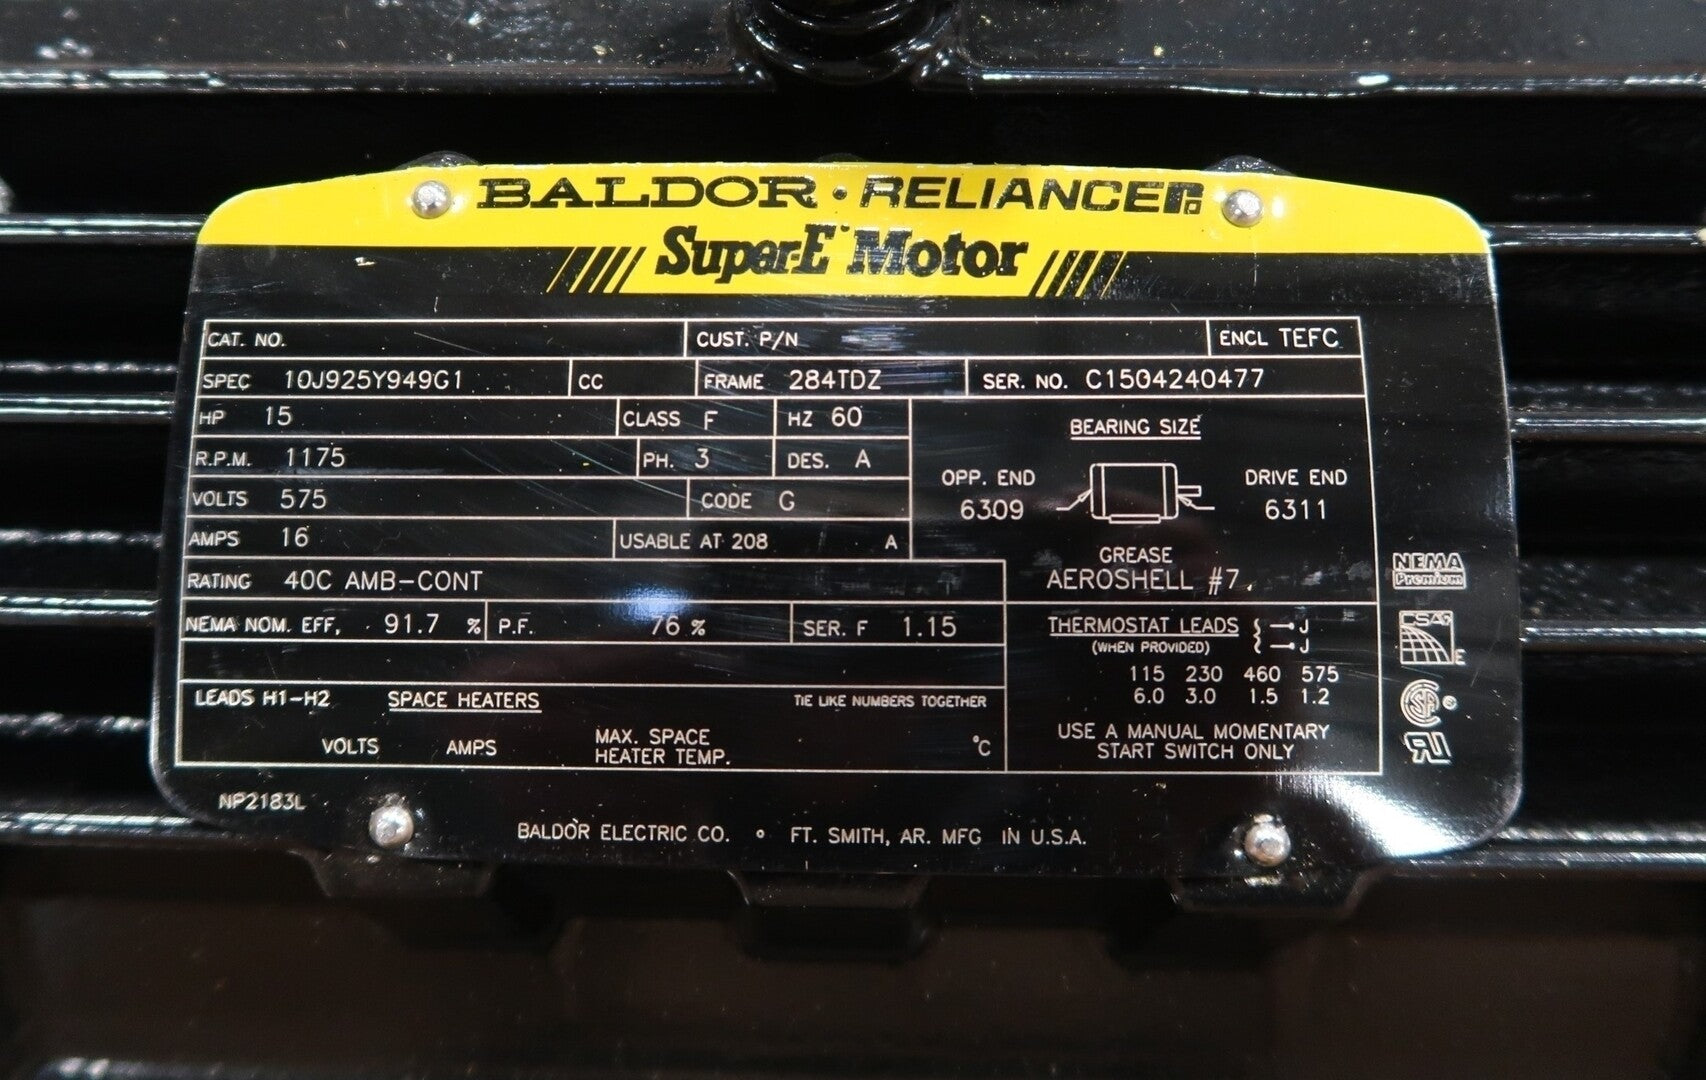 BALDOR · RELIANCE
Super-E Motor
CAT. NO. CUST. P/N ENCL TEFC
SPEC 10J925Y949G1 CC FRAME 284TDZ SER. NO. C1504240477
HP 15 CLASS F HZ 60
R.P.M. 1175 PH. 3 DES. A
VOLTS 575 CODE G
AMPS 16 USABLE AT 208 A
RATING 40C AMB-CONT
NEMA NOM. EFF. 91.7 % P.F. 76 % SER. F 1.15
LEADS H1-H2 SPACE HEATERS TIE LIKE NUMBERS TOGETHER
VOLTS AMPS MAX. SPACE HEATER TEMP. °C
BEARING SIZE
OPP. END DRIVE END
6309 6311
GREASE
AEROSHELL #7.
THERMOSTAT LEADS J
(WHEN PROVIDED) J
115 230 460 575
6.0 3.0 1.5 1.2
USE A MANUAL MOMENTARY
START SWITCH ONLY
NEMA
Premium
CSA
E
NP2183L
BALDOR ELECTRIC CO. ° FT. SMITH, AR. MFG IN U.S.A.